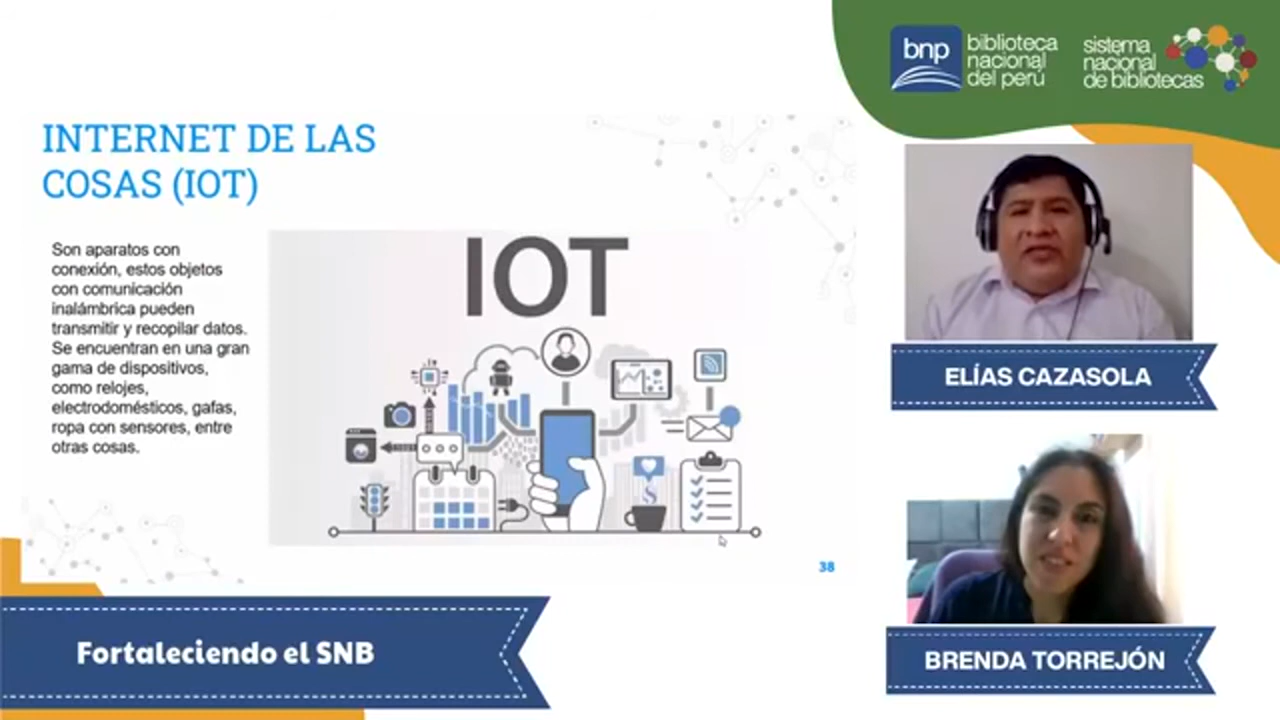 bnp
biblioteca
nacional
del perú
sistema
nacional
de bibliotecas
INTERNET DE LAS
COSAS (IOT)
Son aparatos con
conexión, estos objetos
con comunicación
inalámbrica pueden
transmitir y recopilar datos.
Se encuentran en una gran
gama de dispositivos,
como relojes,
electrodomésticos, gafas,
ropa con sensores, entre
otras cosas.
IOT
38
ELÍAS CAZASOLA
BRENDA TORREJÓN
Fortaleciendo el SNB